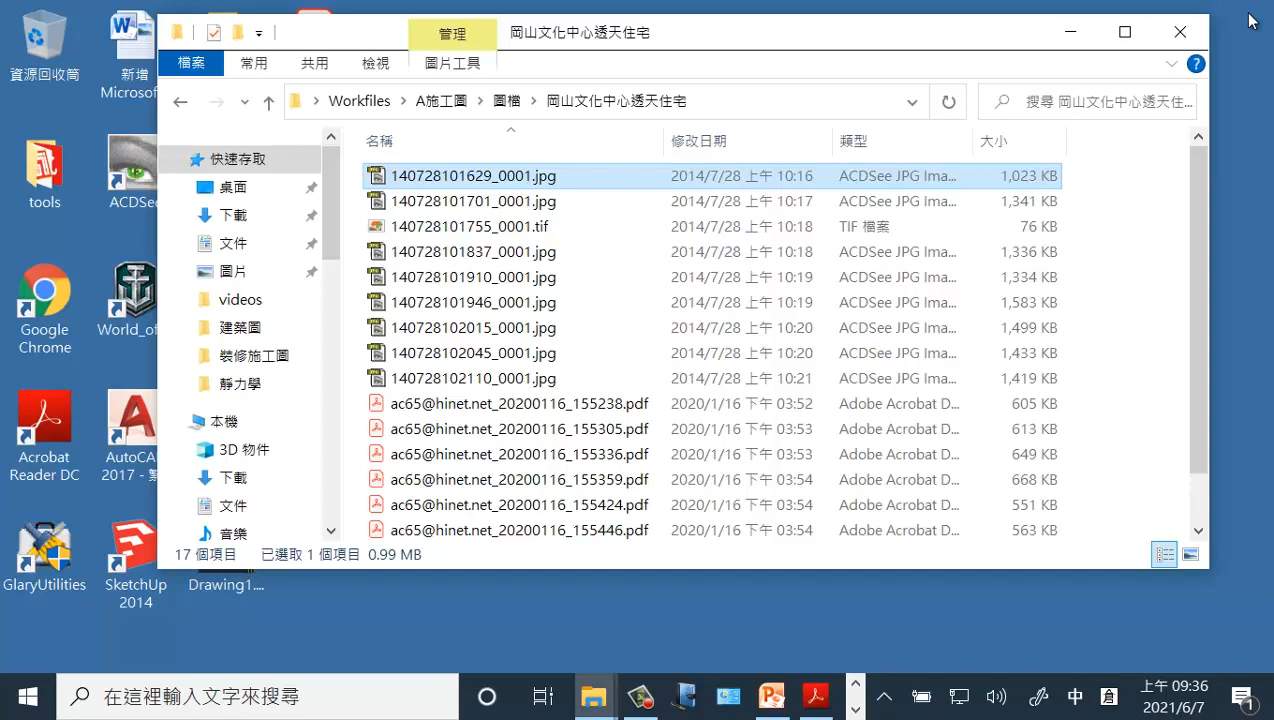 資源回收筒
新增
Microsof
tools
ACDSe
Google
Chrome
World_of
Acrobat
Reader DC
AutoCA
2017 - 繁
GlaryUtilities
SketchUp
2014
Drawing1....
管理
岡山文化中心透天住宅
檔案
常用
共用
檢視
圖片工具
Workfiles
A施工圖
圖檔
岡山文化中心透天住宅
搜尋 岡山文化中心透天住...
快速存取
桌面
下載
文件
圖片
videos
建築圖
裝修施工圖
靜力學
本機
3D 物件
下載
文件
音樂
名稱 修改日期 類型 大小
140728101629_0001.jpg 2014/7/28 上午 10:16 ACDSee JPG Ima... 1,023 KB
140728101701_0001.jpg 2014/7/28 上午 10:17 ACDSee JPG Ima... 1,341 KB
140728101755_0001.tif 2014/7/28 上午 10:18 TIF 檔案 76 KB
140728101837_0001.jpg 2014/7/28 上午 10:18 ACDSee JPG Ima... 1,336 KB
140728101910_0001.jpg 2014/7/28 上午 10:19 ACDSee JPG Ima... 1,334 KB
140728101946_0001.jpg 2014/7/28 上午 10:19 ACDSee JPG Ima... 1,583 KB
140728102015_0001.jpg 2014/7/28 上午 10:20 ACDSee JPG Ima... 1,499 KB
140728102045_0001.jpg 2014/7/28 上午 10:20 ACDSee JPG Ima... 1,433 KB
140728102110_0001.jpg 2014/7/28 上午 10:21 ACDSee JPG Ima... 1,419 KB
ac65@hinet.net_20200116_155238.pdf 2020/1/16 下午 03:52 Adobe Acrobat D... 605 KB
ac65@hinet.net_20200116_155305.pdf 2020/1/16 下午 03:53 Adobe Acrobat D... 613 KB
ac65@hinet.net_20200116_155336.pdf 2020/1/16 下午 03:53 Adobe Acrobat D... 649 KB
ac65@hinet.net_20200116_155359.pdf 2020/1/16 下午 03:54 Adobe Acrobat D... 668 KB
ac65@hinet.net_20200116_155424.pdf 2020/1/16 下午 03:54 Adobe Acrobat D... 551 KB
ac65@hinet.net_20200116_155446.pdf 2020/1/16 下午 03:54 Adobe Acrobat D... 563 KB
17 個項目 已選取 1 個項目 0.99 MB
在這裡輸入文字來搜尋
中
上午 09:36
2021/6/7
1